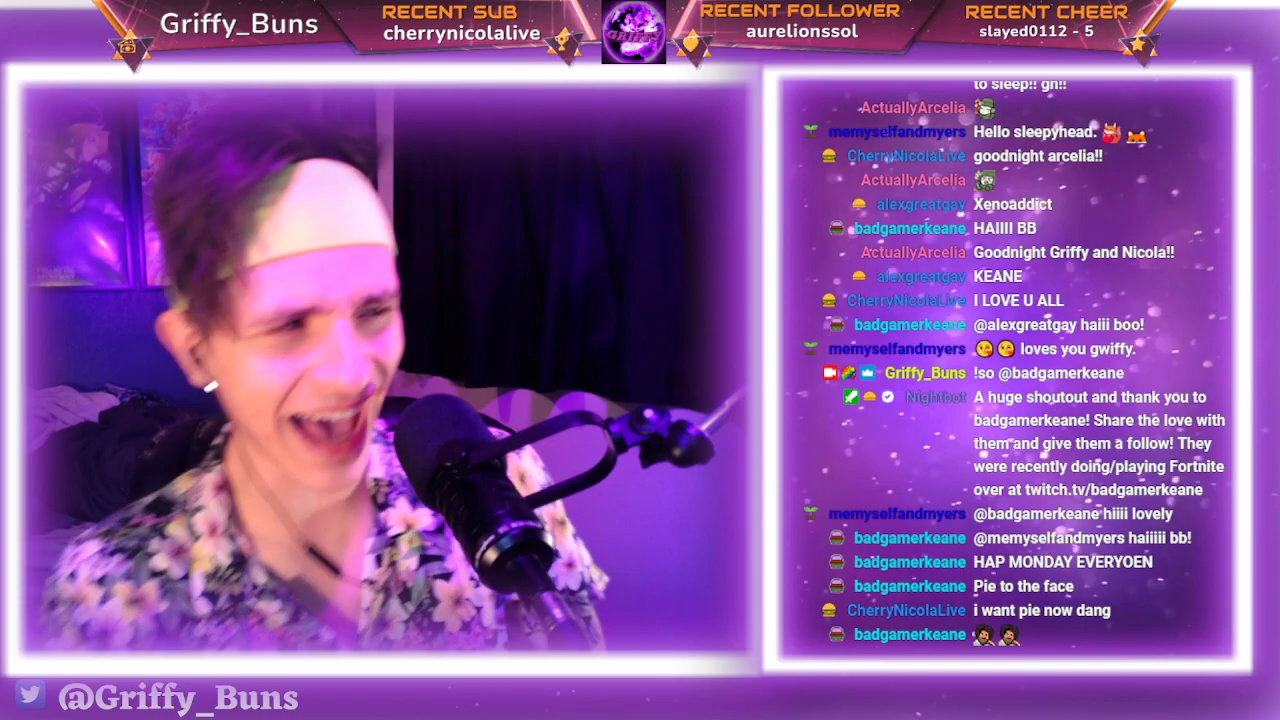 Griffy_Buns
RECENT SUB
cherrynicolalive
RECENT FOLLOWER
aurelionssol
RECENT CHEER
slayed0112 - 5
to sleep!! gn!!
ActuallyArcelia
memyselfandmyers Hello sleepyhead.
CherryNicolaLive goodnight arcelia!!
ActuallyArcelia
alexgreatgay Xenoaddict
badgamerkeane HAIIII BB
ActuallyArcelia Goodnight Griffy and Nicola!!
alexgreatgay KEANE
CherryNicolaLive I LOVE U ALL
badgamerkeane @alexgreatgay haiii boo!
memyselfandmyers loves you gwiffy.
Griffy_Buns !so @badgamerkeane
Nightbot A huge shoutout and thank you to
badgamerkeane! Share the love with
them and give them a follow! They
were recently doing/playing Fortnite
over at twitch.tv/badgamerkeane
memyselfandmyers @badgamerkeane hiiii lovely
badgamerkeane @memyselfandmyers haiiiii bb!
badgamerkeane HAP MONDAY EVERYOEN
badgamerkeane Pie to the face
CherryNicolaLive i want pie now dang
badgamerkeane
@Griffy_Buns